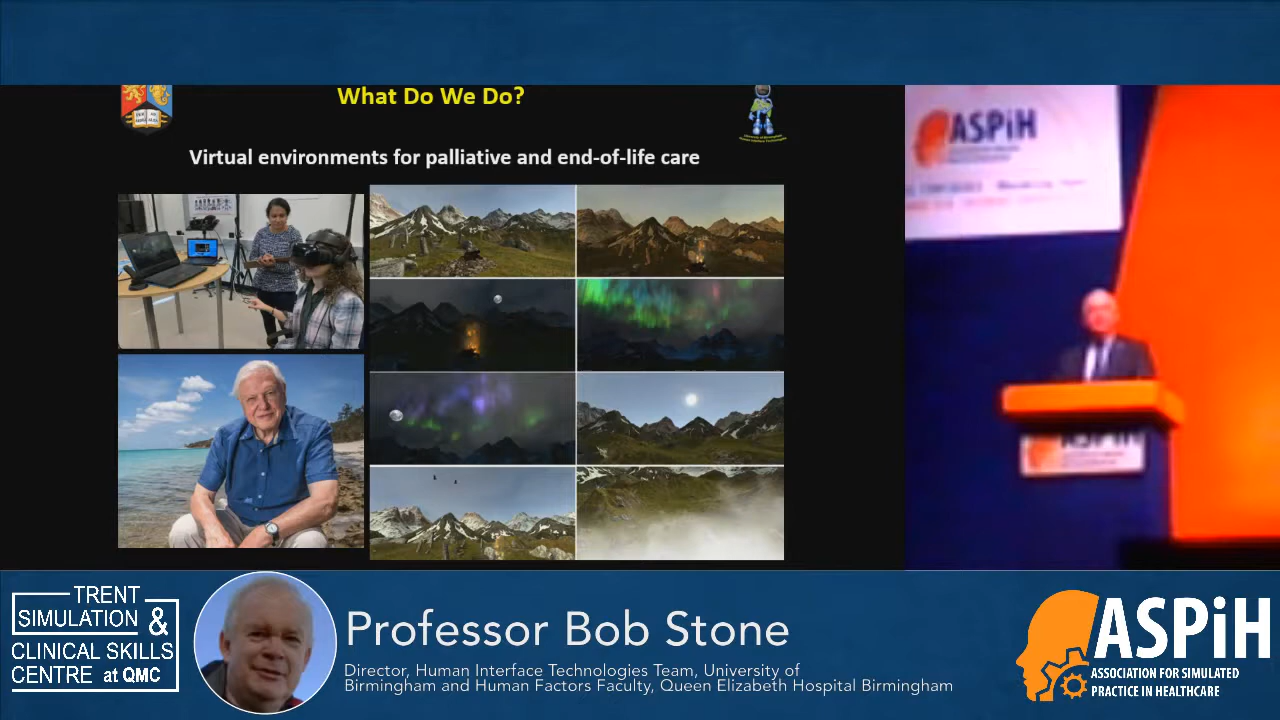 What Do We Do?
Virtual environments for palliative and end-of-life care
ASPiH
TRENT
SIMULATION &
CLINICAL SKILLS
CENTRE at QMC
Professor Bob Stone
Director, Human Interface Technologies Team, University of
Birmingham and Human Factors Faculty, Queen Elizabeth Hospital Birmingham
ASPiH
ASSOCIATION FOR SIMULATED
PRACTICE IN HEALTHCARE